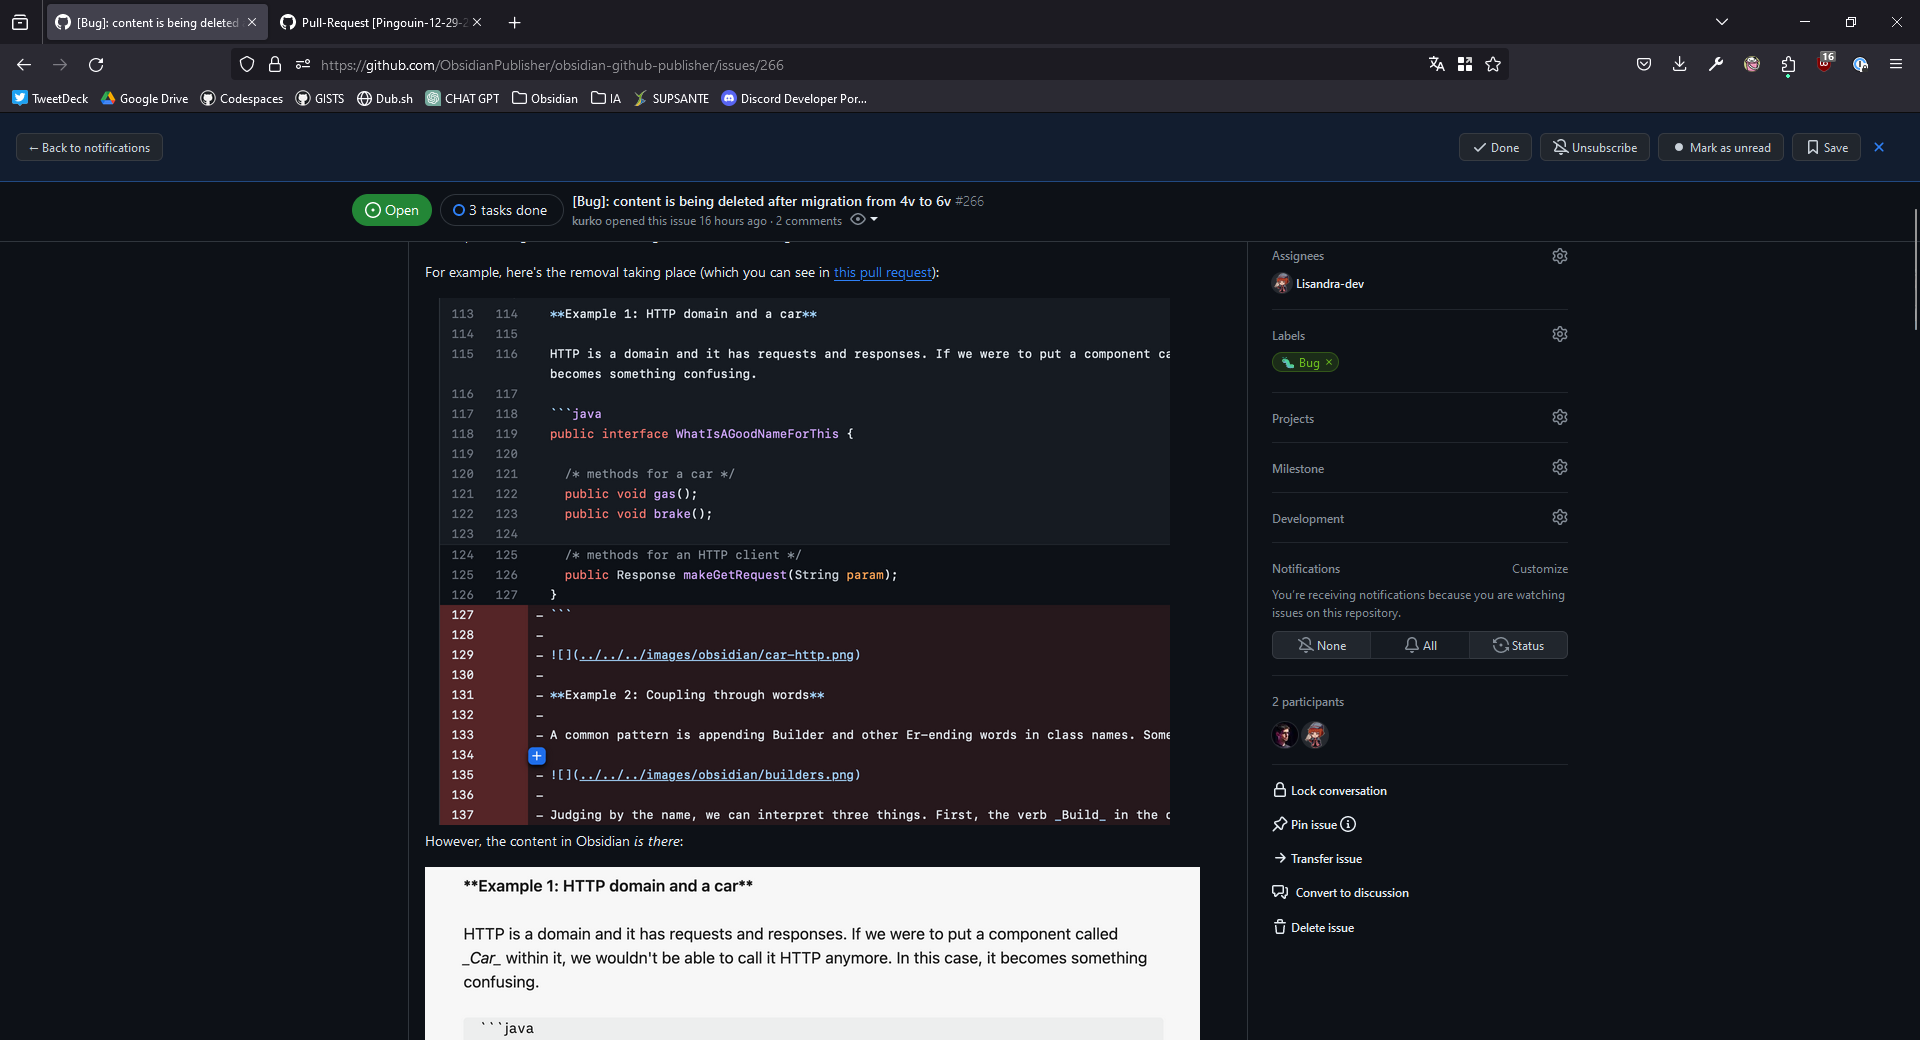 [Bug]: content is being deleted
Pull-Request [Pingouin-12-29-2
https://github.com/ObsidianPublisher/obsidian-github-publisher/issues/266
16
TweetDeck
Google Drive
Codespaces
GISTS
Dub.sh
CHAT GPT
Obsidian
IA
SUPSANTE
Discord Developer Por...
← Back to notifications
Done
Unsubscribe
Mark as unread
Save
Open
3 tasks done
[Bug]: content is being deleted after migration from 4v to 6v #266
kurko opened this issue 16 hours ago · 2 comments
For example, here's the removal taking place (which you can see in this pull request):
113 114 **Example 1: HTTP domain and a car**
114 115
115 116 HTTP is a domain and it has requests and responses. If we were to put a component ca
becomes something confusing.
116 117
117 118 ```java
118 119 public interface WhatIsAGoodNameForThis {
119 120
120 121 /* methods for a car */
121 122 public void gas();
122 123 public void brake();
123 124
124 125 /* methods for an HTTP client */
125 126 public Response makeGetRequest(String param);
126 127 }
127 - ```
128 -
129 - ![](../../../images/obsidian/car-http.png)
130 -
131 - **Example 2: Coupling through words**
132 -
133 - A common pattern is appending Builder and other Er-ending words in class names. Some
134 +
135 - ![](../../../images/obsidian/builders.png)
136 -
137 - Judging by the name, we can interpret three things. First, the verb _Build_ in the c
However, the content in Obsidian is there:
**Example 1: HTTP domain and a car**
HTTP is a domain and it has requests and responses. If we were to put a component called
_Car_ within it, we wouldn't be able to call it HTTP anymore. In this case, it becomes something
confusing.
```java
Assignees
Lisandra-dev
Labels
Bug ×
Projects
Milestone
Development
Notifications
Customize
You're receiving notifications because you are watching
issues on this repository.
None
All
Status
2 participants
Lock conversation
Pin issue
Transfer issue
Convert to discussion
Delete issue